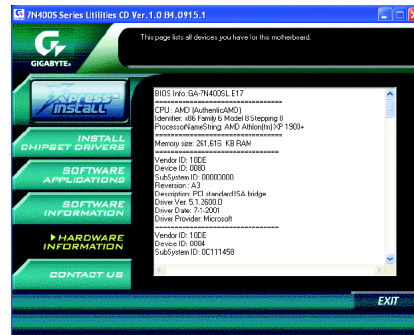 7N400S Series Utilities CD Ver.1.0 B4.0915.1
GIGABYTE
This page lists all devices you have for this motherboard.
Xpress
Install
INSTALL
CHIPSET DRIVERS
SOFTWARE
APPLICATIONS
SOFTWARE
INFORMATION
HARDWARE
INFORMATION
CONTACT US
BIOS Info:GA-7N400SL E17
================================
CPU : AMD (AuthenticAMD)
Identifier: x86 Family 6 Model 8 Stepping 0
ProcessorNameString: AMD Athlon(tm) XP 1900+
================================
Memory size: 261,616 KB RAM
================================
Vendor ID: 10DE
Device ID: 0080
SubSystem ID: 00000000
Reversion : A3
Description: PCI standard ISA bridge
Driver Ver: 5.1.2600.0
Driver Date: 7-1-2001
Driver Provider: Microsoft
================================
Vendor ID: 10DE
Device ID: 0084
SubSystem ID: 0C111458
EXIT